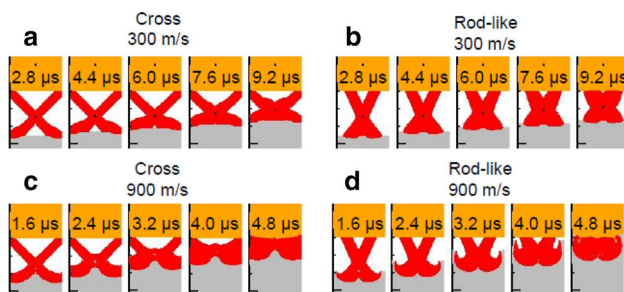 a
Cross
300 m/s
2.8 µs 4.4 µs 6.0 µs 7.6 µs 9.2 µs
b
Rod-like
300 m/s
2.8 µs 4.4 µs 6.0 µs 7.6 µs 9.2 µs
c
Cross
900 m/s
1.6 µs 2.4 µs 3.2 µs 4.0 µs 4.8 µs
d
Rod-like
900 m/s
1.6 µs 2.4 µs 3.2 µs 4.0 µs 4.8 µs